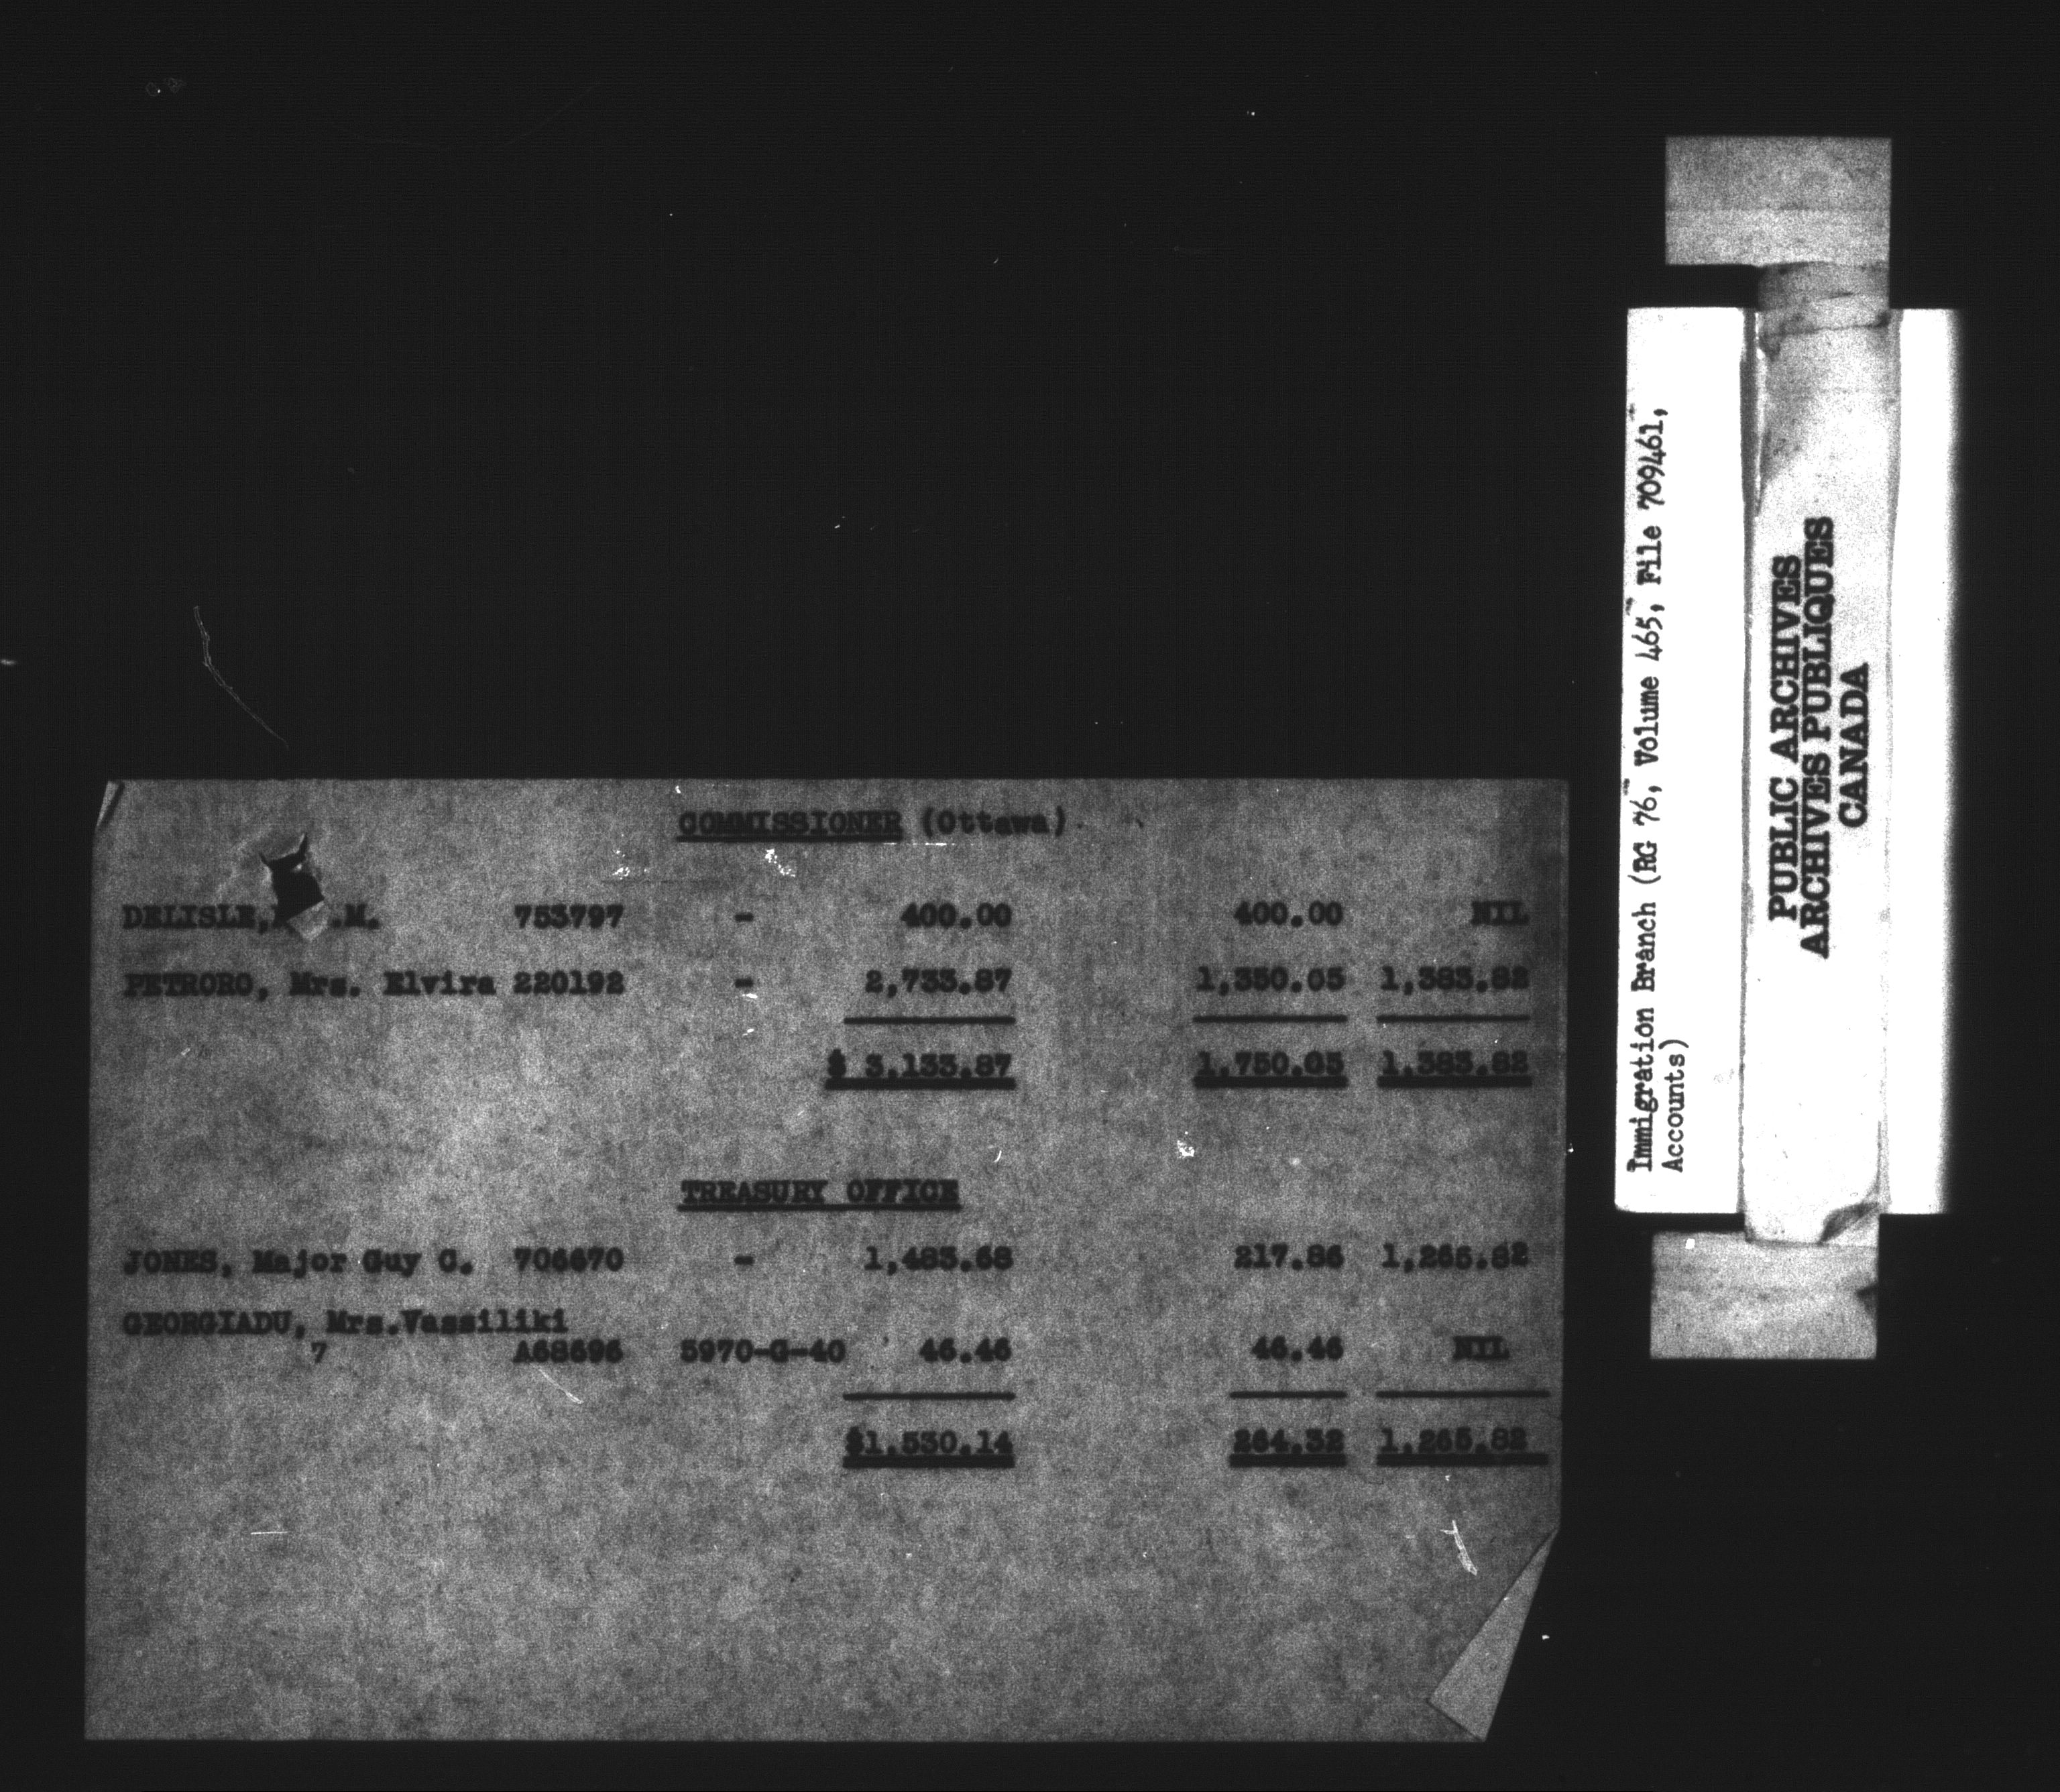 COMMISSIONER (Ottawa)
DELISLE, .M. 753797 - 400.00 400.00 NIL
PETRORO, Mrs. Elvira 220192 - 2,733.87 1,350.05 1,383.82
$ 3,133.87 1,750.05 1,383.82
TREASURY OFFICE
JONES, Major Guy C. 706670 - 1,483.68 217.86 1,265.82
GEORGIADU, Mrs.Vassiliki
7 A68696 5970-G-40 46.46 46.46 NIL
$1,530.14 264.32 1,265.82
Immigration Branch (RG 76, Volume 465, File 709461,
Accounts)
PUBLIC ARCHIVES
ARCHIVES PUBLIQUES
CANADA